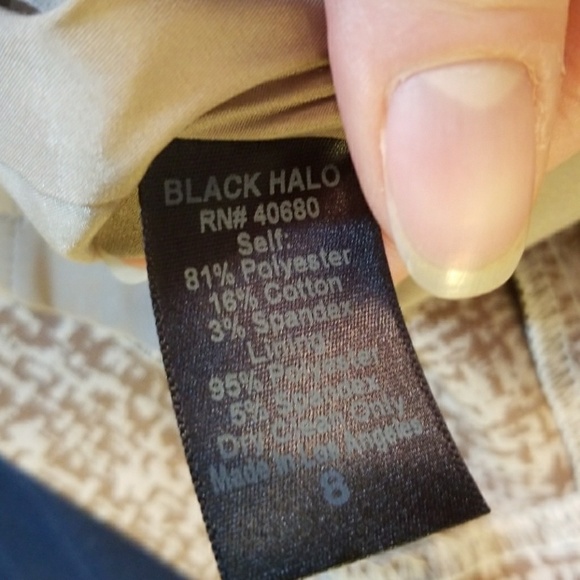 BLACK HALO
RN# 40680
Self:
81% Polyester
16% Cotton
3% Spandex
Lining
95% Polyester
5% Spandex
Dry Clean Only
Made in Los Angeles
8